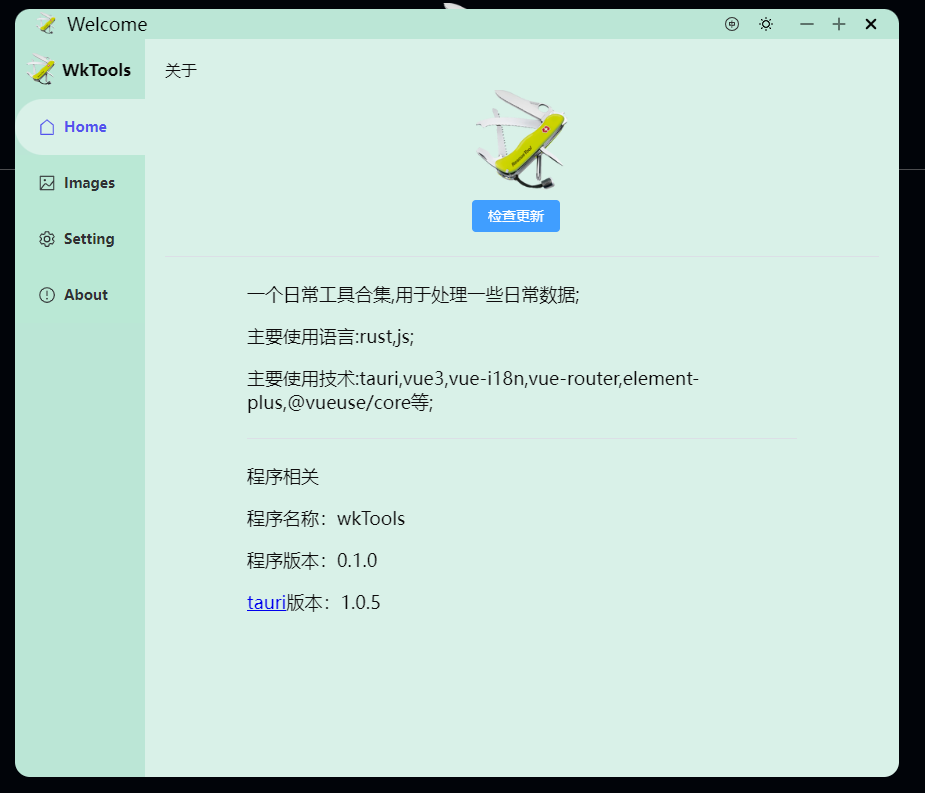 Welcome
WkTools
关于
Home
Images
检查更新
Setting
About
一个日常工具合集,用于处理一些日常数据;
主要使用语言:rust,js;
主要使用技术:tauri,vue3,vue-i18n,vue-router,element-
plus,@vueuse/core等;
程序相关
程序名称：wkTools
程序版本：0.1.0
tauri版本：1.0.5